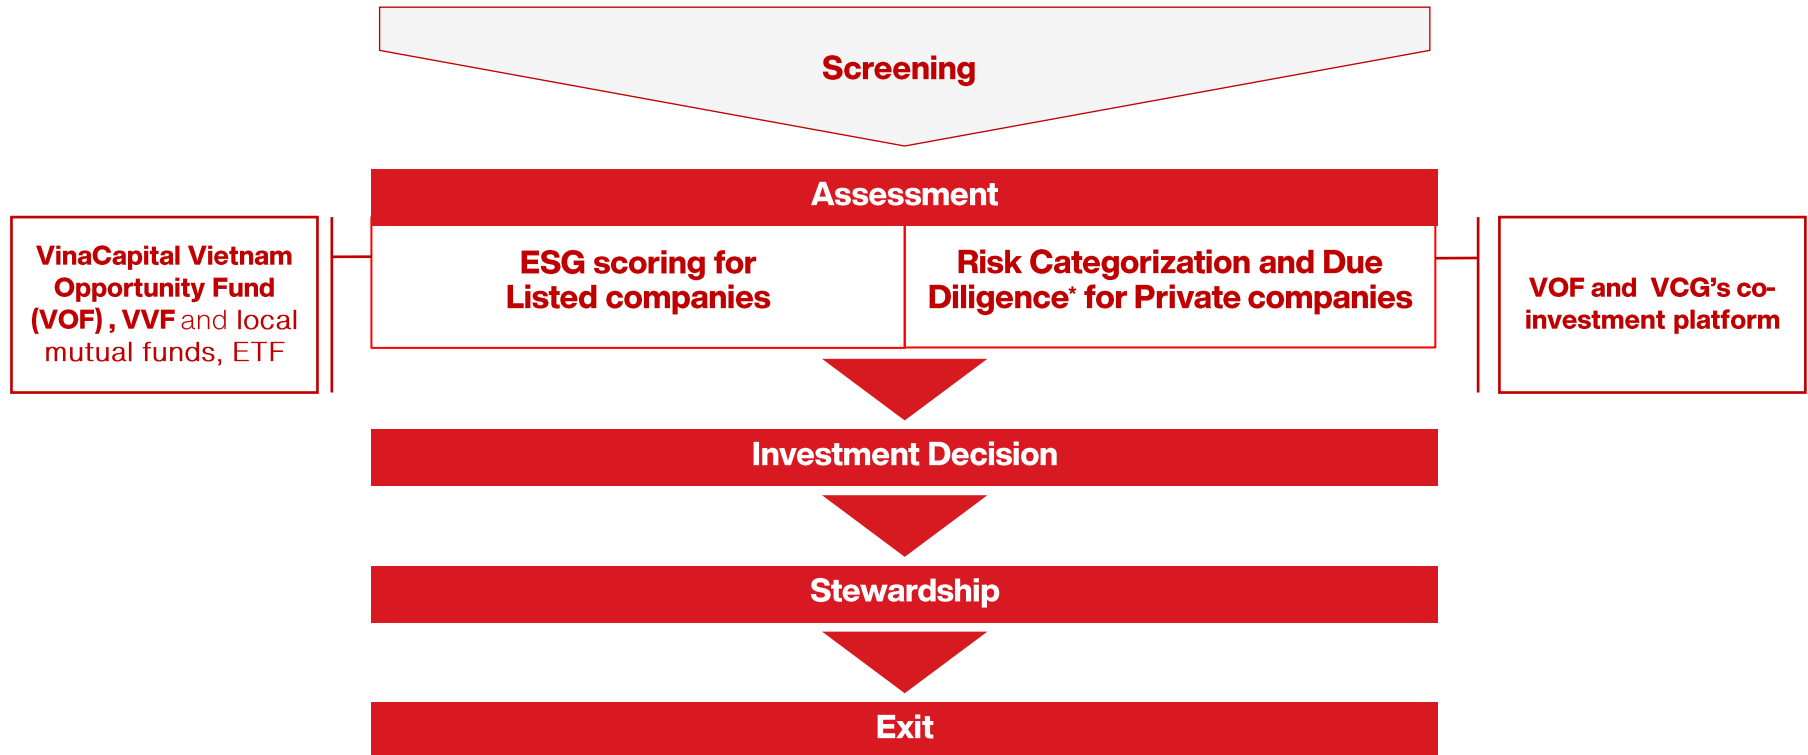 Screening
Assessment
VinaCapital Vietnam
Opportunity Fund
(VOF) , VVF and local
mutual funds, ETF
ESG scoring for
Listed companies
Risk Categorization and Due
Diligence* for Private companies
VOF and VCG’s co-
investment platform
Investment Decision
Stewardship
Exit